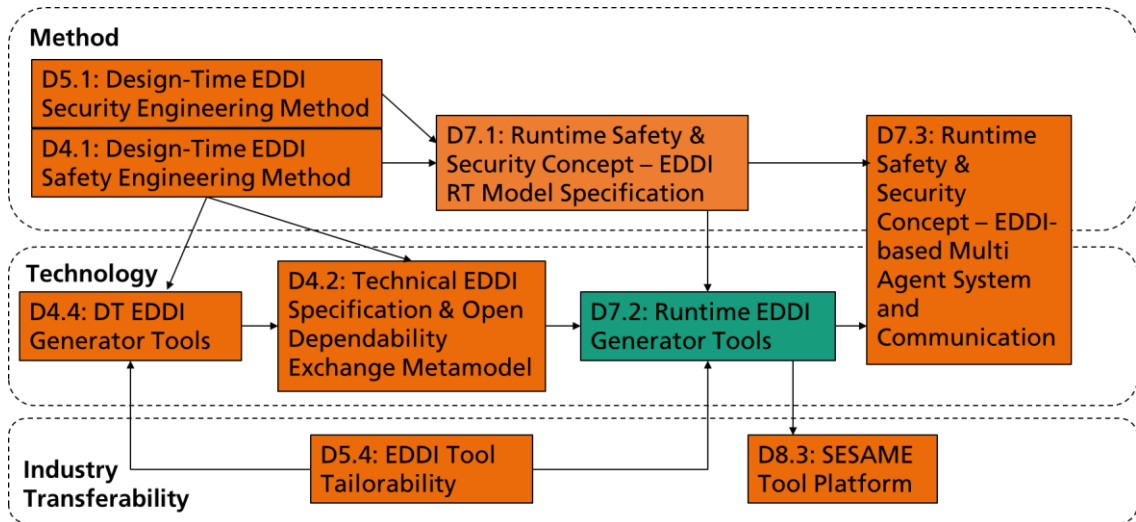 Method
D5.1: Design-Time EDDI
Security Engineering Method
D4.1: Design-Time EDDI
Safety Engineering Method
D7.1: Runtime Safety &
Security Concept – EDDI
RT Model Specification
D7.3: Runtime
Safety &
Security
Concept – EDDI-
based Multi
Agent System
and
Communication
Technology
D4.4: DT EDDI
Generator Tools
D4.2: Technical EDDI
Specification & Open
Dependability
Exchange Metamodel
D7.2: Runtime EDDI
Generator Tools
Industry
Transferability
D5.4: EDDI Tool
Tailorability
D8.3: SESAME
Tool Platform